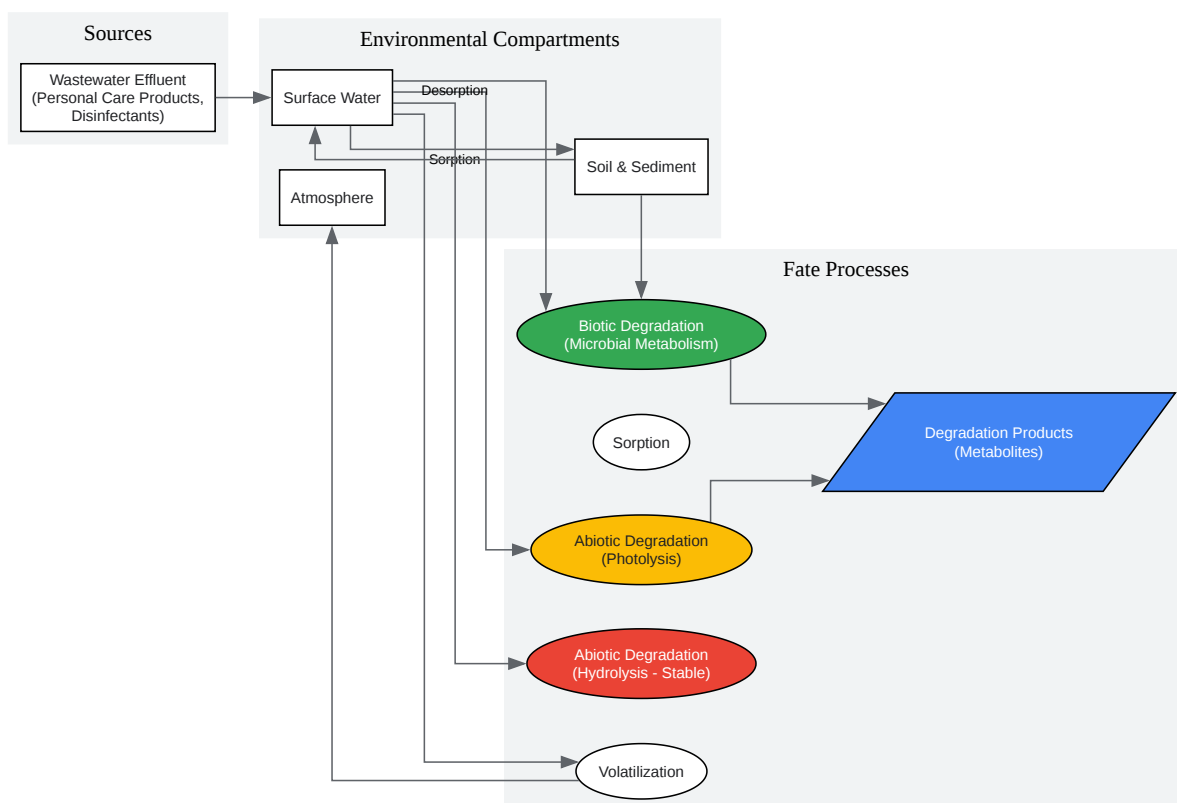 Sources
Wastewater Effluent
(Personal Care Products,
Disinfectants)
Environmental Compartments
Surface Water
Desorption
Sorption
Soil & Sediment
Atmosphere
Fate Processes
Biotic Degradation
(Microbial Metabolism)
Sorption
Degradation Products
(Metabolites)
Abiotic Degradation
(Photolysis)
Abiotic Degradation
(Hydrolysis - Stable)
Volatilization